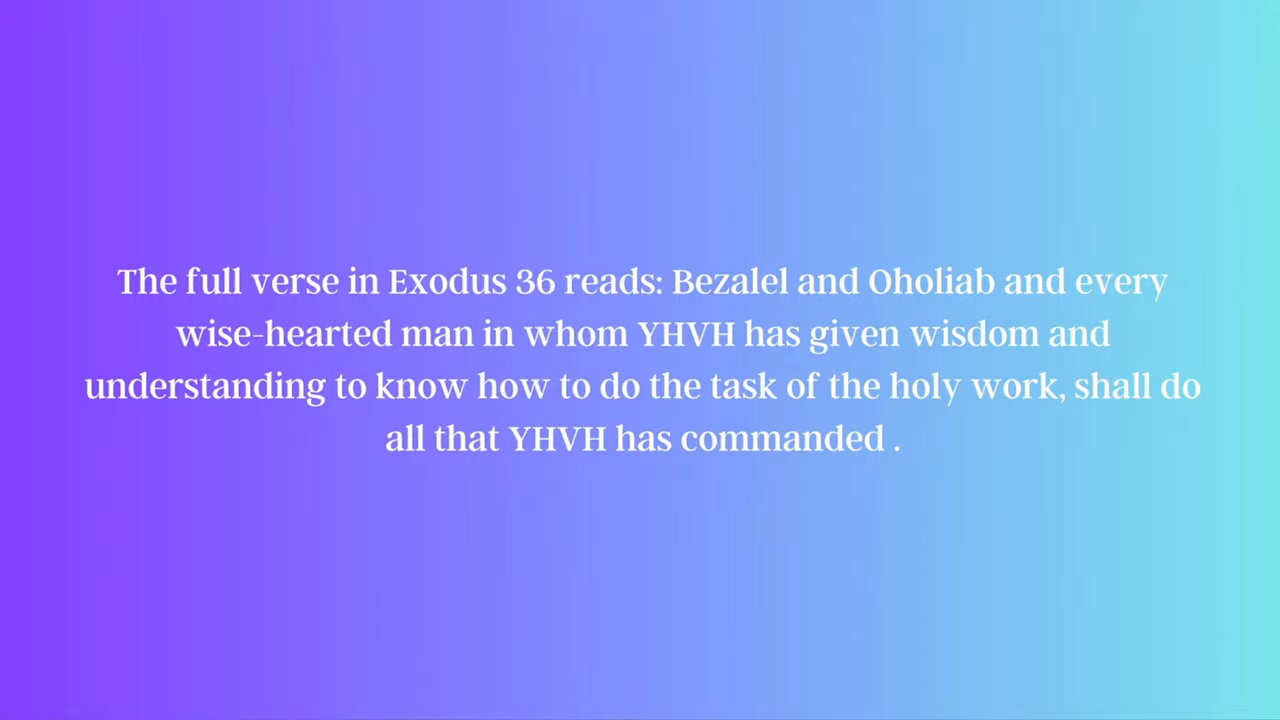 The full verse in Exodus 36 reads: Bezalel and Oholiab and every
wise-hearted man in whom YHVH has given wisdom and
understanding to know how to do the task of the holy work, shall do
all that YHVH has commanded .